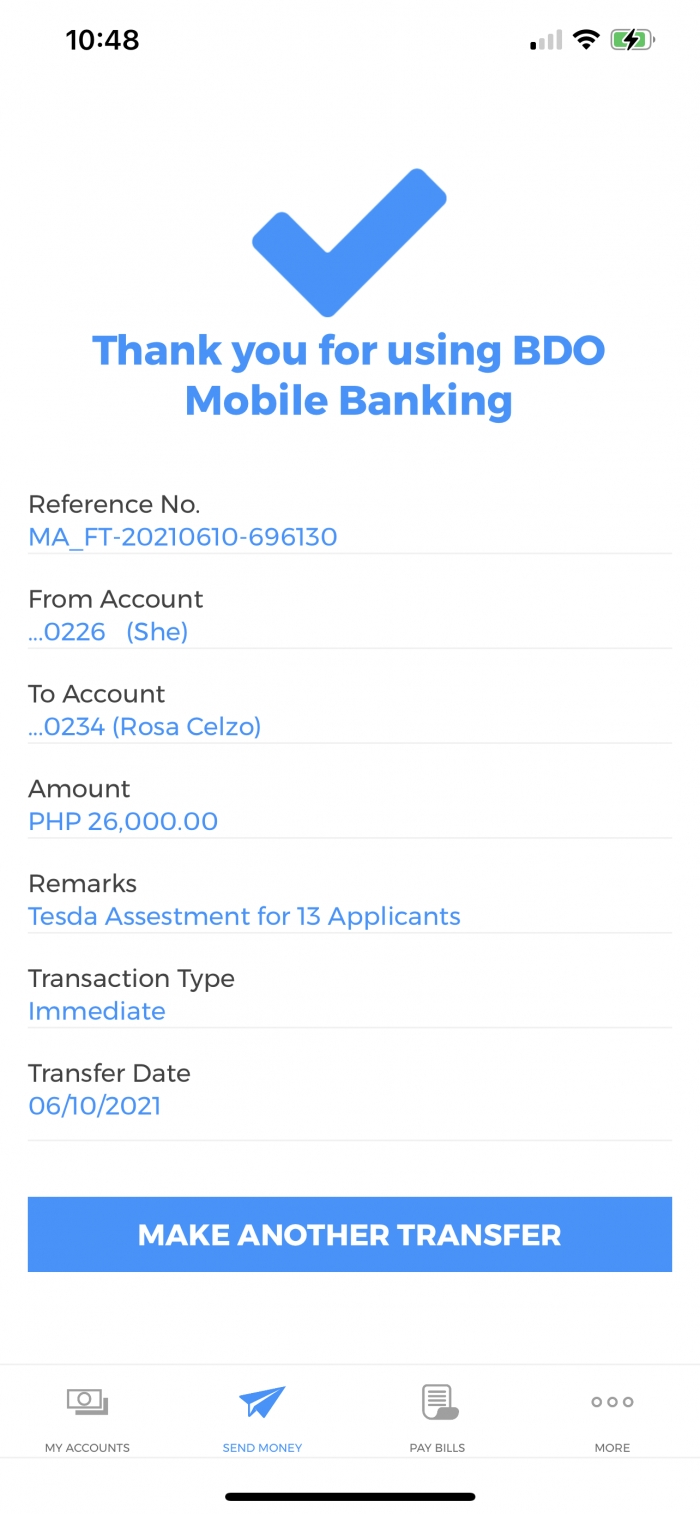 10:48
Thank you for using BDO
Mobile Banking
Reference No.
MA_FT-20210610-696130
From Account
...0226 (She)
To Account
...0234 (Rosa Celzo)
Amount
PHP 26,000.00
Remarks
Tesda Assestment for 13 Applicants
Transaction Type
Immediate
Transfer Date
06/10/2021
MAKE ANOTHER TRANSFER
MY ACCOUNTS SEND MONEY PAY BILLS MORE